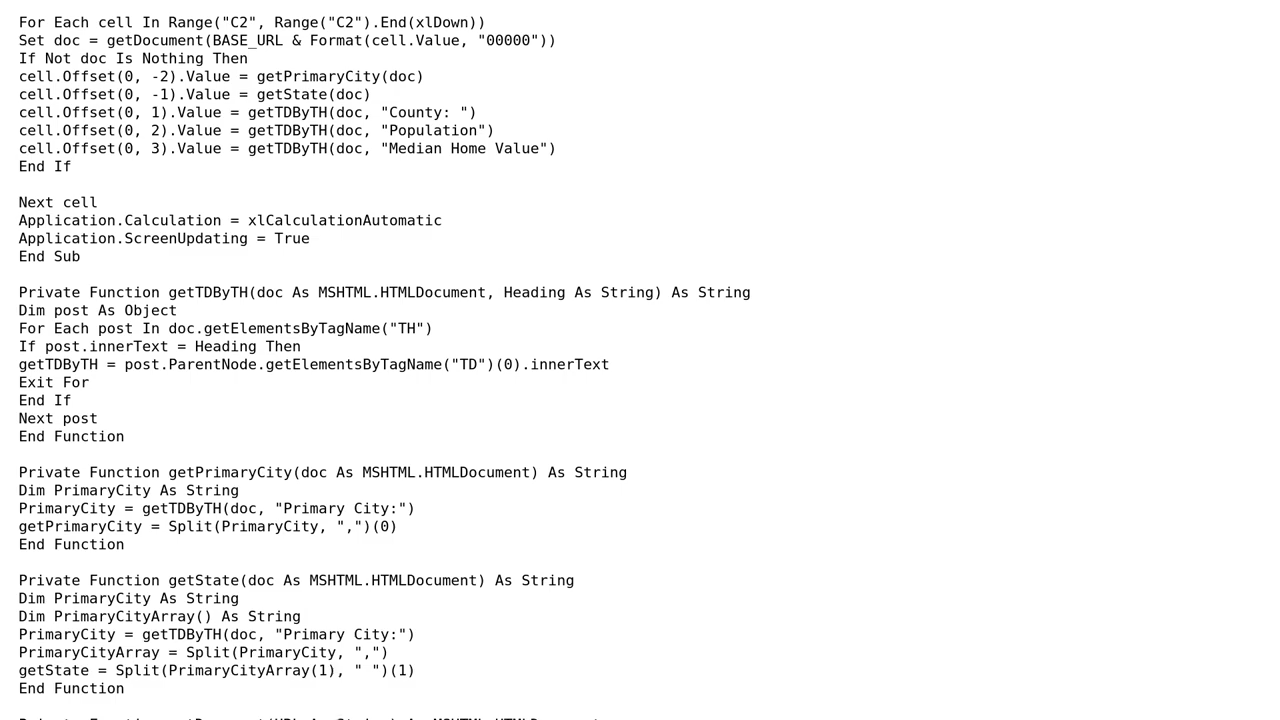 For Each cell In Range("C2", Range("C2").End(xlDown))
Set doc = getDocument(BASE_URL & Format(cell.Value, "00000"))
If Not doc Is Nothing Then
cell.Offset(0, -2).Value = getPrimaryCity(doc)
cell.Offset(0, -1).Value = getState(doc)
cell.Offset(0, 1).Value = getTDByTH(doc, "County: ")
cell.Offset(0, 2).Value = getTDByTH(doc, "Population")
cell.Offset(0, 3).Value = getTDByTH(doc, "Median Home Value")
End If

Next cell
Application.Calculation = xlCalculationAutomatic
Application.ScreenUpdating = True
End Sub

Private Function getTDByTH(doc As MSHTML.HTMLDocument, Heading As String) As String
Dim post As Object
For Each post In doc.getElementsByTagName("TH")
If post.innerText = Heading Then
getTDByTH = post.ParentNode.getElementsByTagName("TD")(0).innerText
Exit For
End If
Next post
End Function

Private Function getPrimaryCity(doc As MSHTML.HTMLDocument) As String
Dim PrimaryCity As String
PrimaryCity = getTDByTH(doc, "Primary City:")
getPrimaryCity = Split(PrimaryCity, ",")(0)
End Function

Private Function getState(doc As MSHTML.HTMLDocument) As String
Dim PrimaryCity As String
Dim PrimaryCityArray() As String
PrimaryCity = getTDByTH(doc, "Primary City:")
PrimaryCityArray = Split(PrimaryCity, ",")
getState = Split(PrimaryCityArray(1), " ")(1)
End Function